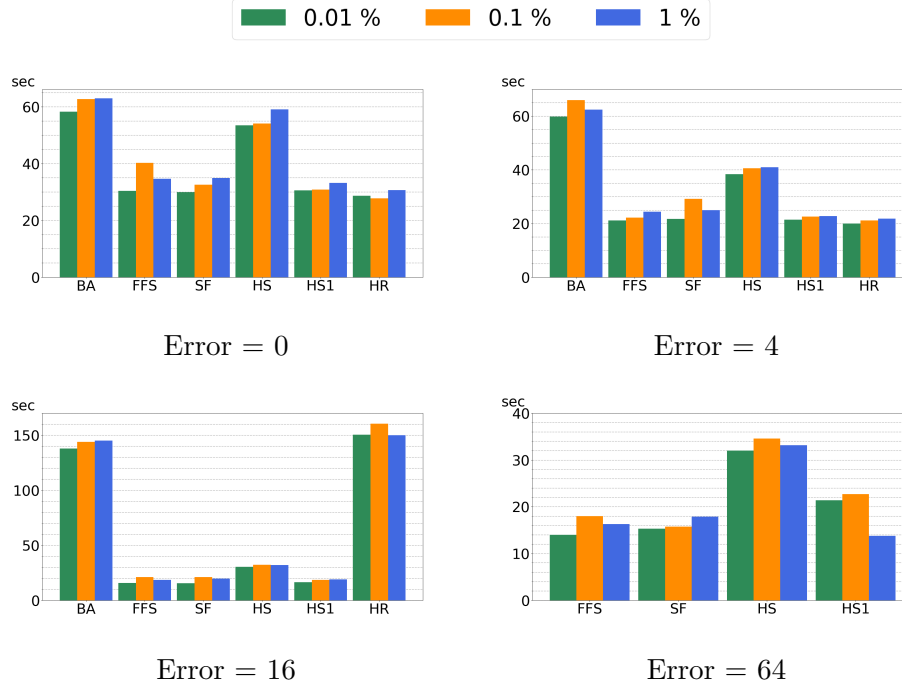 0.01 % 0.1 % 1 %
sec
60
40
20
0
BA FFS SF HS HS1 HR
Error = 0
sec
60
40
20
0
BA FFS SF HS HS1 HR
Error = 4
sec
150
100
50
0
BA FFS SF HS HS1 HR
Error = 16
sec
40
30
20
10
0
FFS SF HS HS1
Error = 64